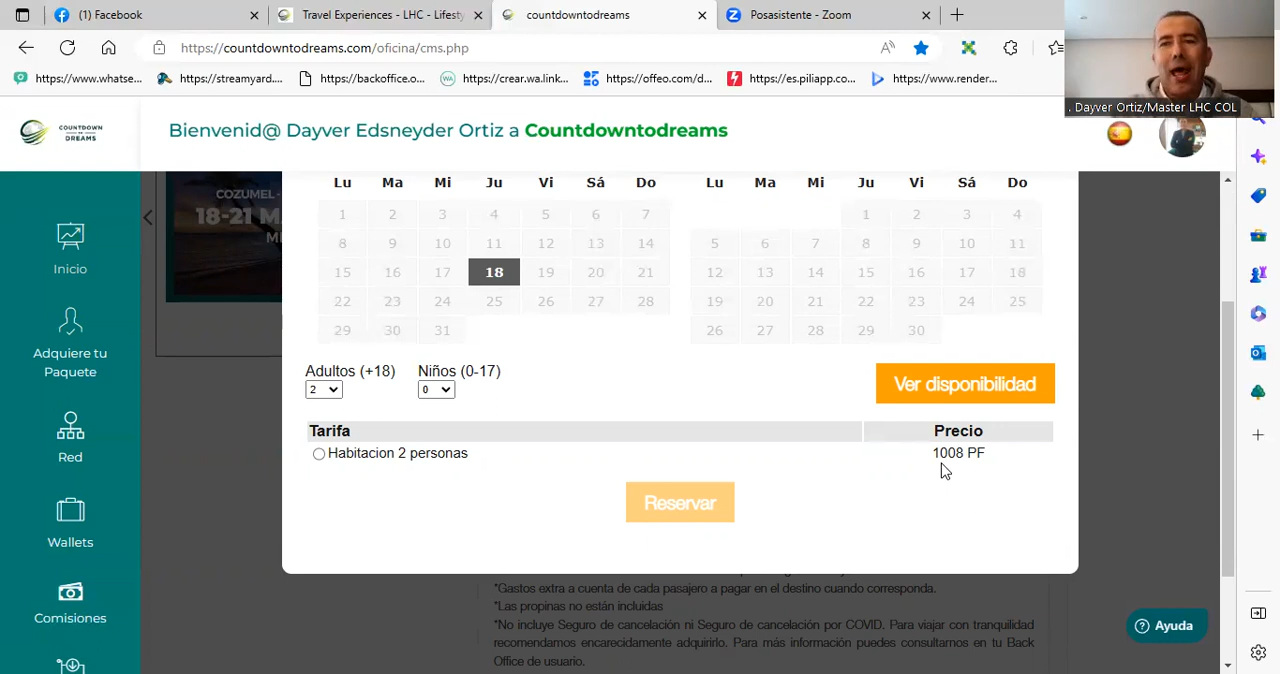 (1) Facebook
Travel Experiences - LHC - Lifesty
countdowntodreams
Posasistente - Zoom
https://countdowntodreams.com/oficina/cms.php
https://www.whatse...
https://streamyard...
https://backoffice.o...
https://crear.wa.link...
https://offeo.com/d...
https://es.piliapp.co...
https://www.render...
. Dayver Ortiz/Master LHC COL
COUNTDOWN
TO
DREAMS
Bienvenid@ Dayver Edsneyder Ortiz a Countdowntodreams
COZUMEL -
18-21 M
M
Inicio
Adquiere tu
Paquete
Red
Wallets
Comisiones
Lu Ma Mi Ju Vi Sá Do
1 2 3 4 5 6 7
8 9 10 11 12 13 14
15 16 17 18 19 20 21
22 23 24 25 26 27 28
29 30 31
Lu Ma Mi Ju Vi Sá Do
1 2 3 4
5 6 7 8 9 10 11
12 13 14 15 16 17 18
19 20 21 22 23 24 25
26 27 28 29 30
Adultos (+18) Niños (0-17)
2 0
Ver disponibilidad
Tarifa Precio
Habitacion 2 personas 1008 PF
Reservar
*Gastos extra a cuenta de cada pasajero a pagar en el destino cuando corresponda.
*Las propinas no están incluidas
*No incluye Seguro de cancelación ni Seguro de cancelación por COVID. Para viajar con tranquilidad
recomendamos encarecidamente adquirirlo. Para más información puedes consultarnos en tu Back
Office de usuario.
Ayuda